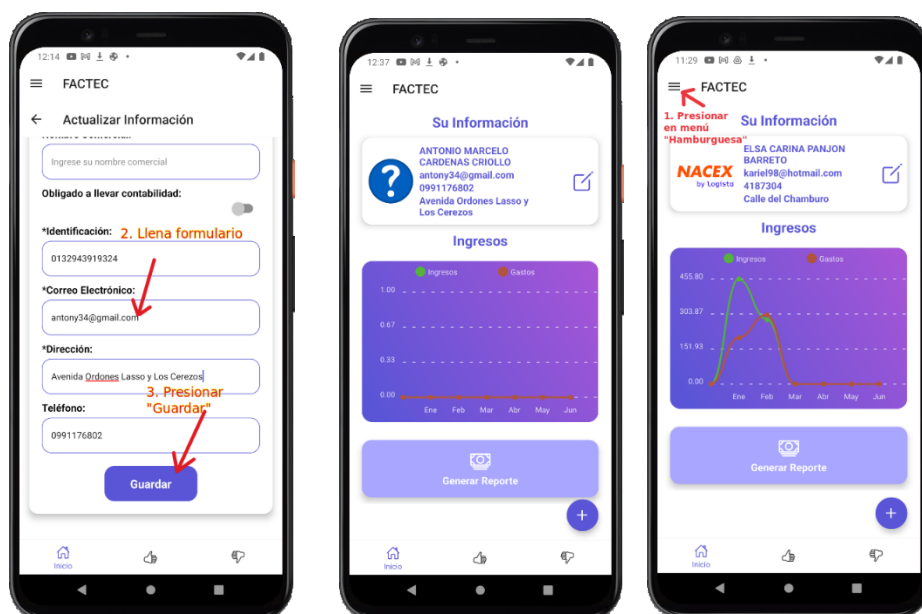 12:14
FACTEC
Actualizar Información
Nombre Comercial:
Ingrese su nombre comercial
Obligado a llevar contabilidad:
*Identificación:
2. Llena formulario
0132943919324
*Correo Electrónico:
antony34@gmail.com
*Dirección:
Avenida Ordones Lasso y Los Cerezos
3. Presionar
"Guardar"
Teléfono:
0991176802
Guardar
Inicio
12:37
FACTEC
Su Información
ANTONIO MARCELO
CARDENAS CRIOLLO
antony34@gmail.com
0991176802
Avenida Ordones Lasso y
Los Cerezos
Ingresos
Ingresos
Gastos
1.00
0.67
0.33
0.00
Ene Feb Mar Abr May Jun
Generar Reporte
+
Inicio
11:29
FACTEC
1. Presionar
en menú
"Hamburguesa"
Su Información
NACEX
by Logista
ELSA CARINA PANJON
BARRETO
kariel98@hotmail.com
4187304
Calle del Chamburo
Ingresos
Ingresos
Gastos
455.80
303.87
151.93
0.00
Ene Feb Mar Abr May Jun
Generar Reporte
+
Inicio